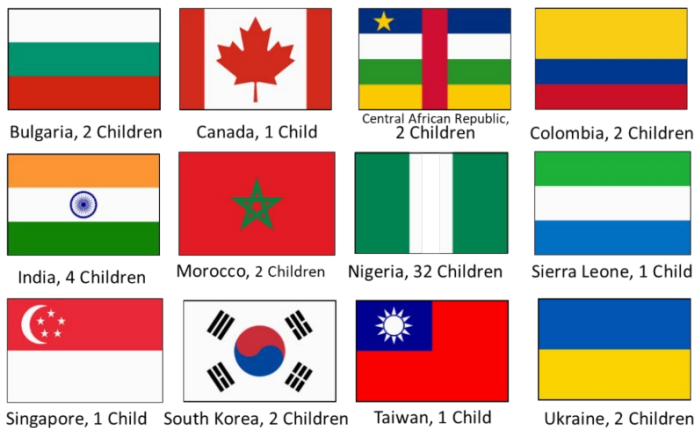 Bulgaria, 2 Children
Canada, 1 Child
Central African Republic,
2 Children
Colombia, 2 Children
India, 4 Children
Morocco, 2 Children
Nigeria, 32 Children
Sierra Leone, 1 Child
Singapore, 1 Child
South Korea, 2 Children
Taiwan, 1 Child
Ukraine, 2 Children